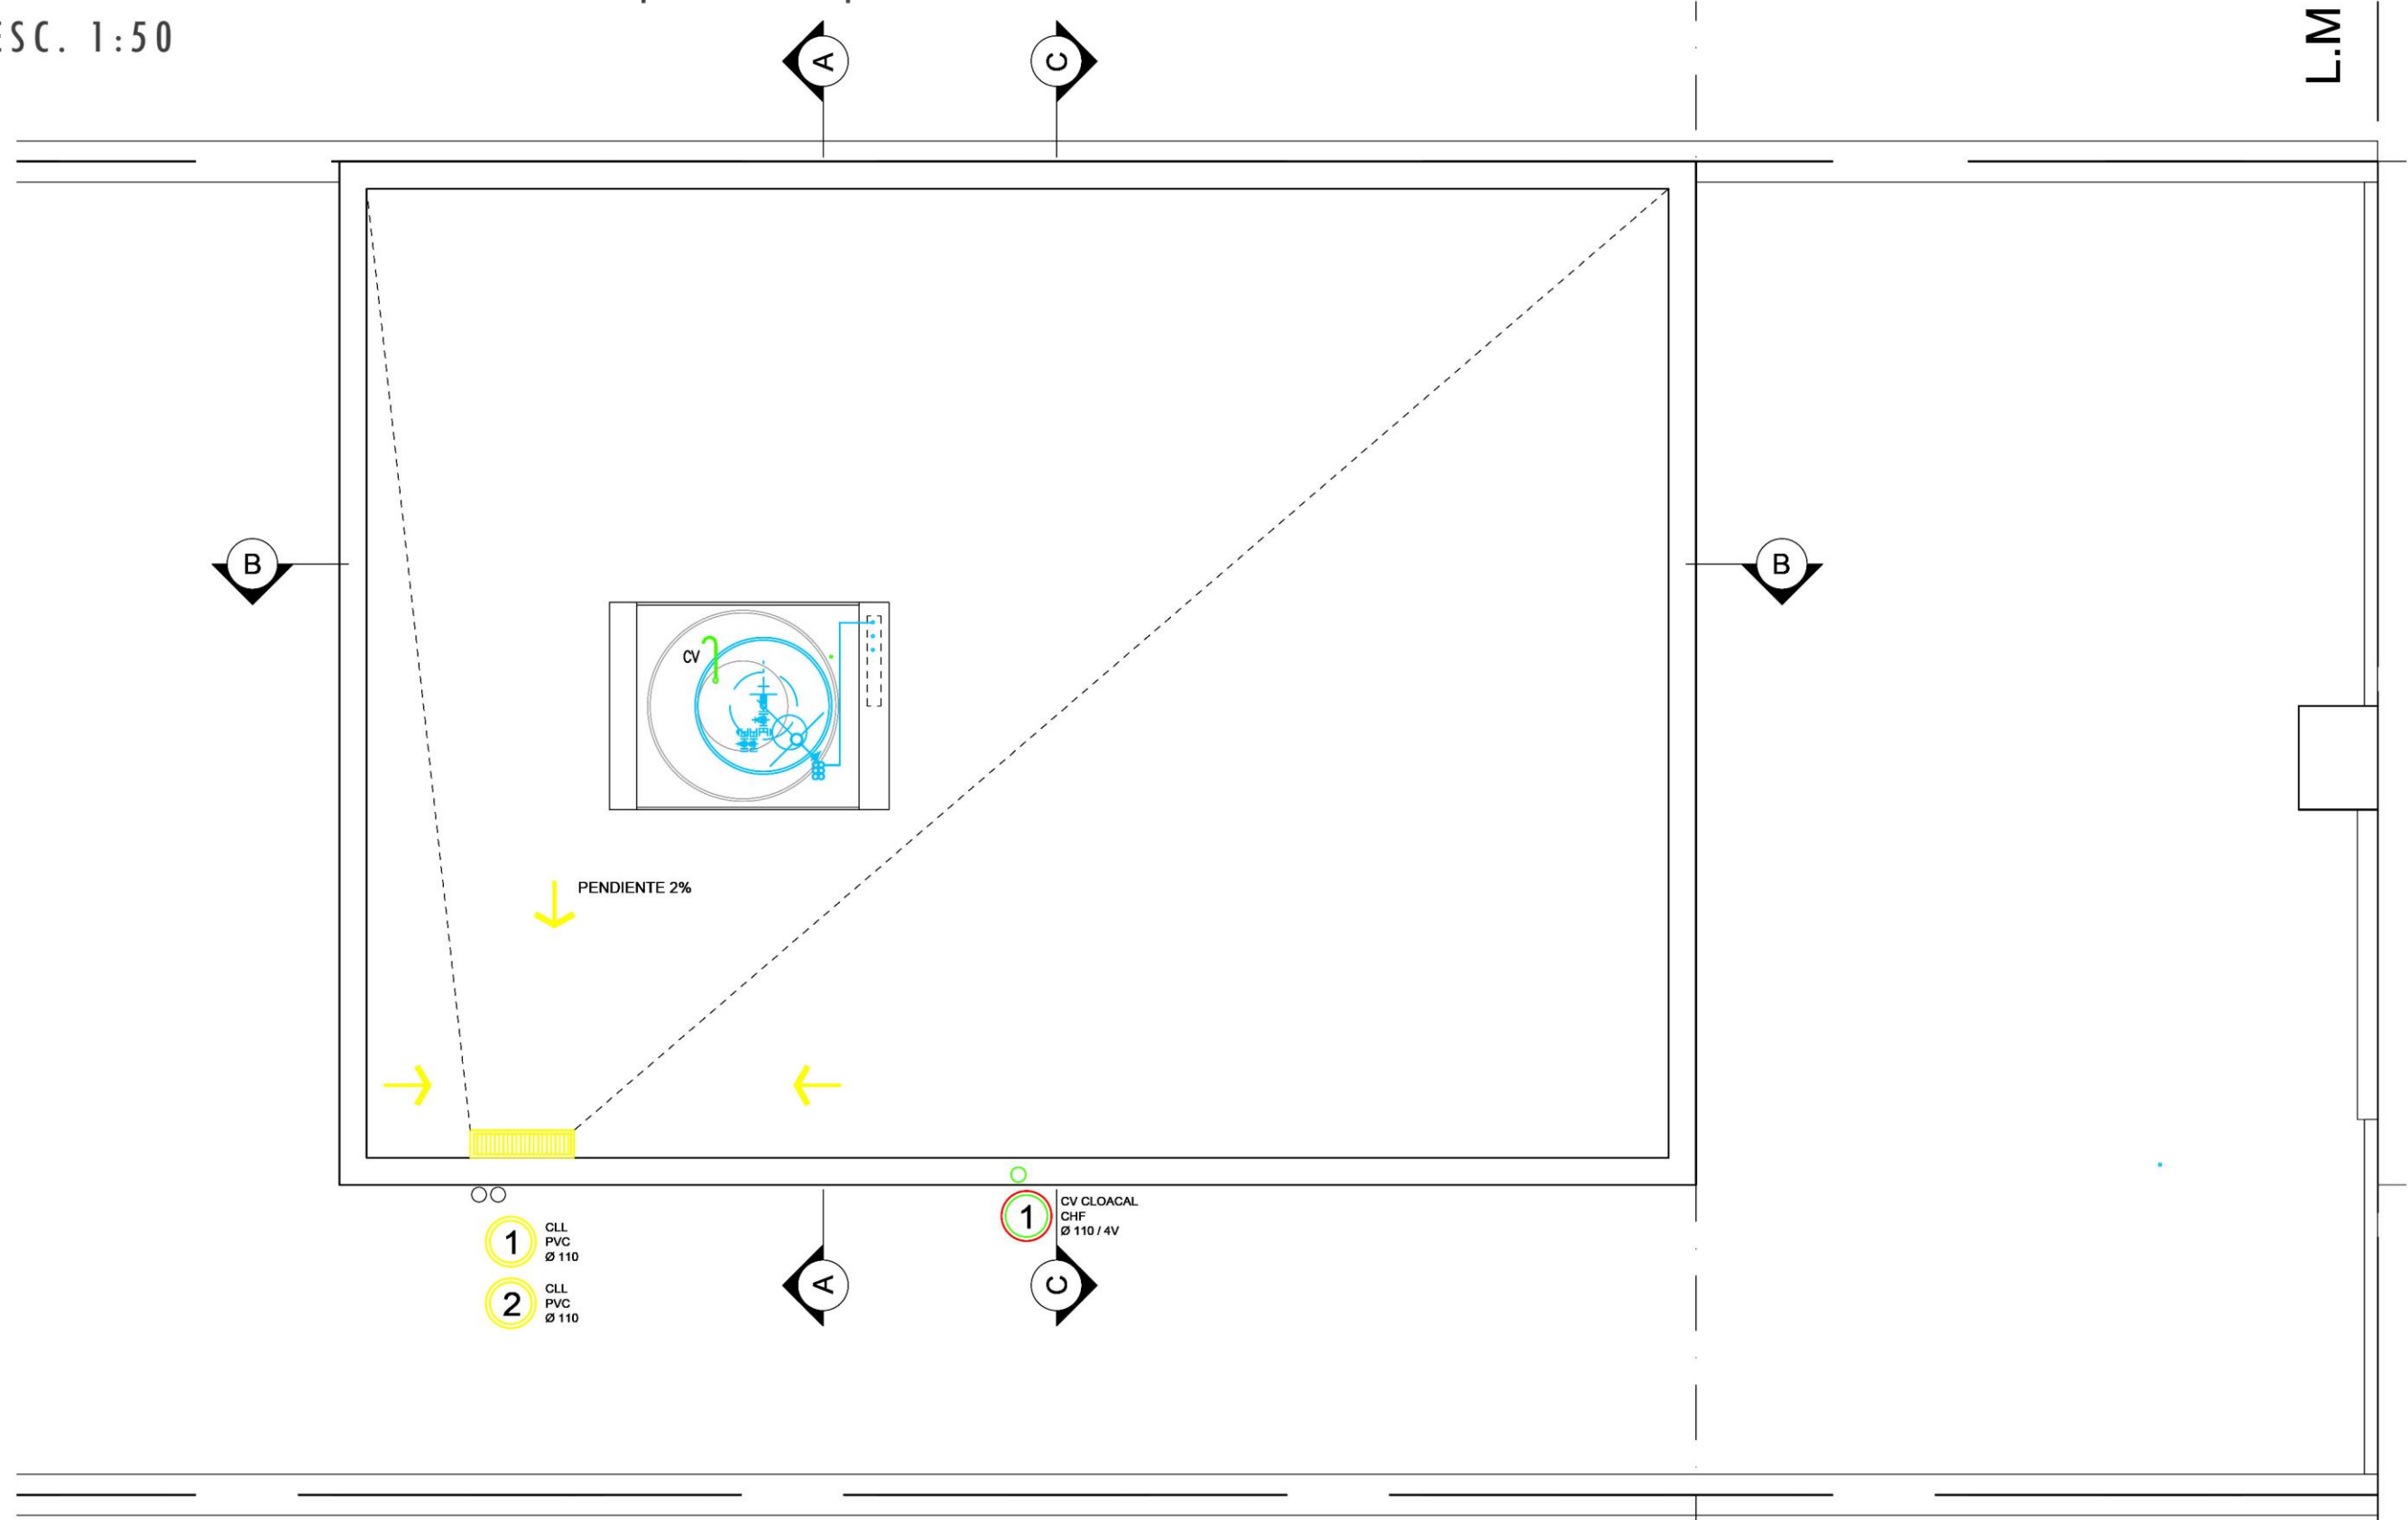 ESC. 1:50
A
C
L.M
B
B
CV
PENDIENTE 2%
1
CLL
PVC
Ø 110
2
CLL
PVC
Ø 110
1
CV CLOACAL
CHF
Ø 110 / 4V
A
C